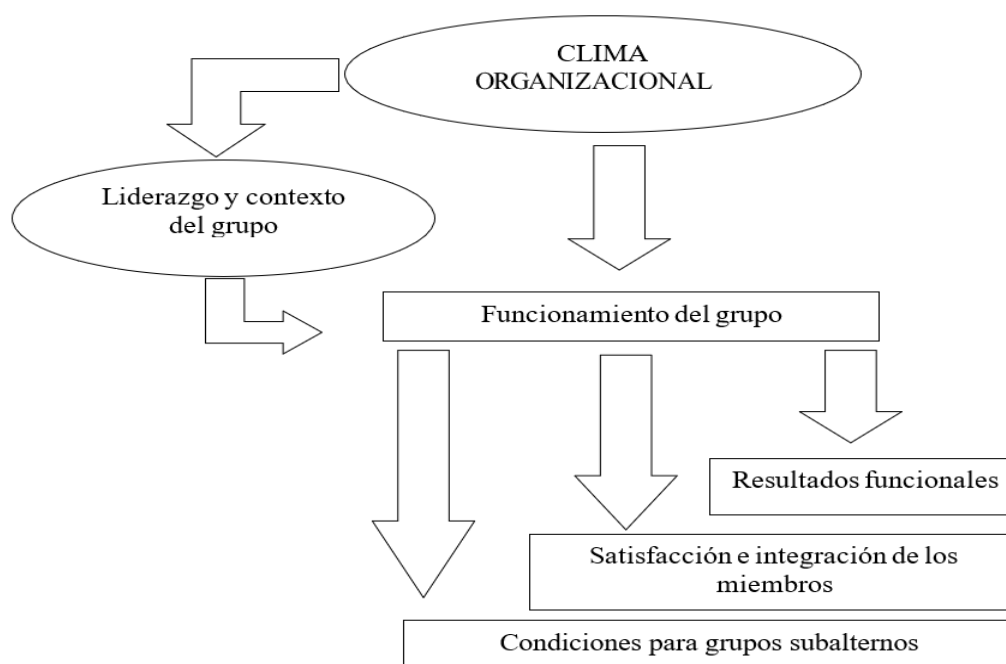 CLIMA
ORGANIZACIONAL
Liderazgo y contexto
del grupo
Funcionamiento del grupo
Resultados funcionales
Satisfacción e integración de los
miembros
Condiciones para grupos subalternos